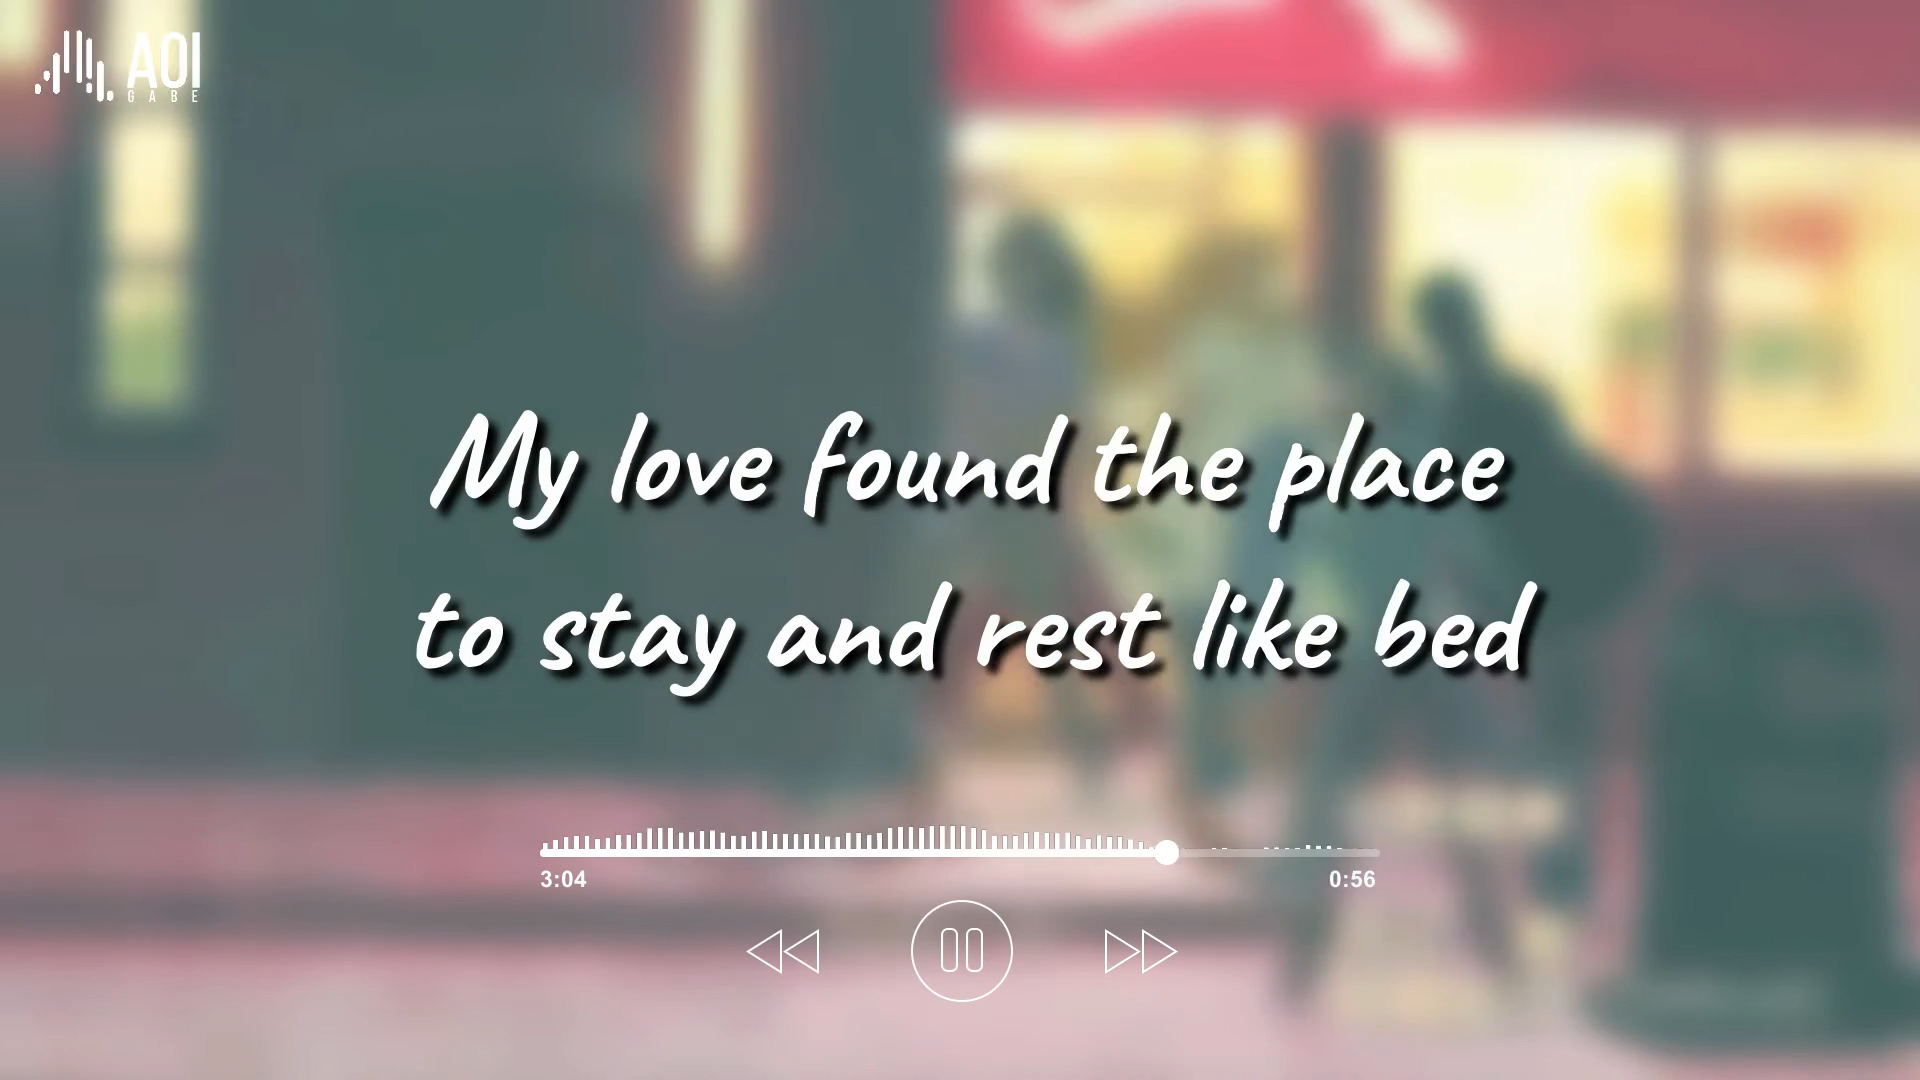 AOI
GABE
My love found the place
to stay and rest like bed
3:04
0:56